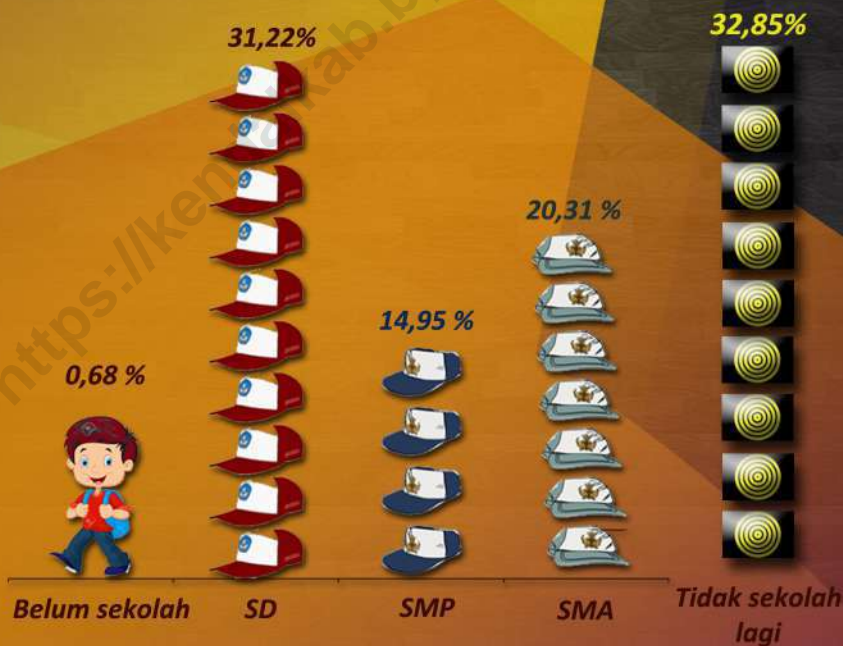 31,22%
32,85%
20,31 %
14,95 %
0,68 %
Belum sekolah
SD
SMP
SMA
Tidak sekolah
lagi